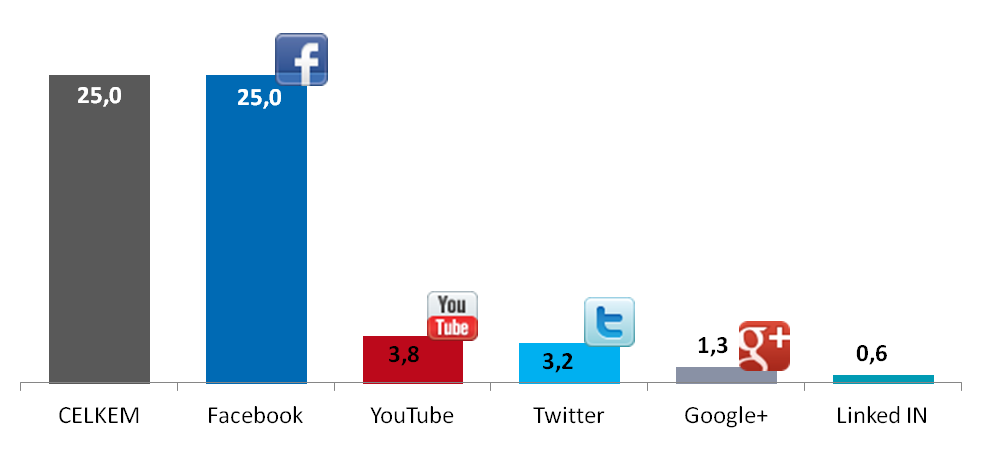 25,0
25,0
You
Tube
3,8
3,2
1,3
0,6
CELKEM
Facebook
YouTube
Twitter
Google+
Linked IN